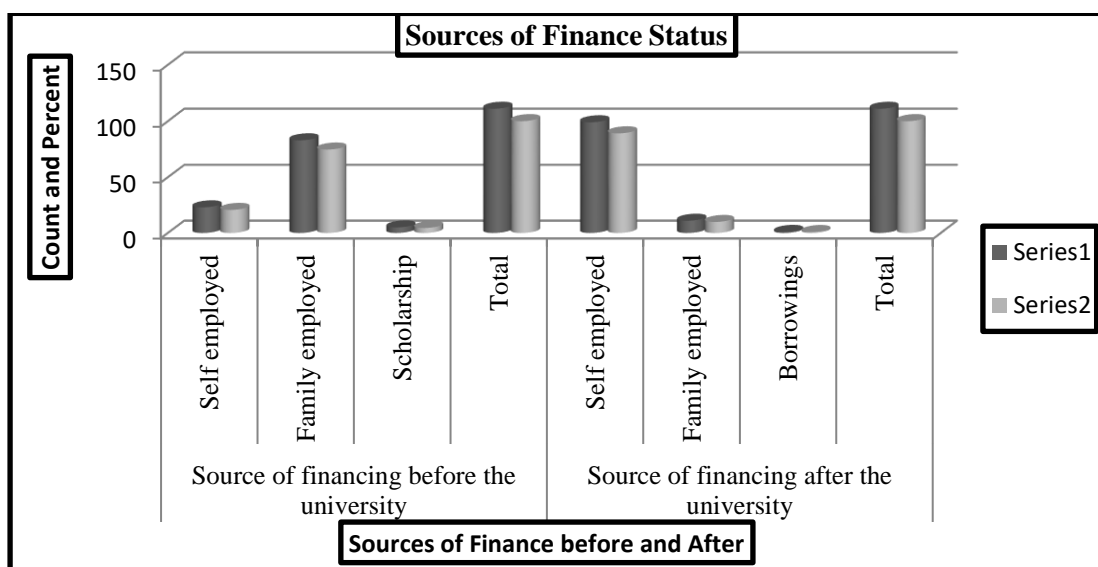 Sources of Finance Status
Count and Percent
150
100
50
0
Self employed
Family employed
Scholarship
Total
Self employed
Family employed
Borrowings
Total
Source of financing before the
university
Source of financing after the
university
Sources of Finance before and After
Series1
Series2